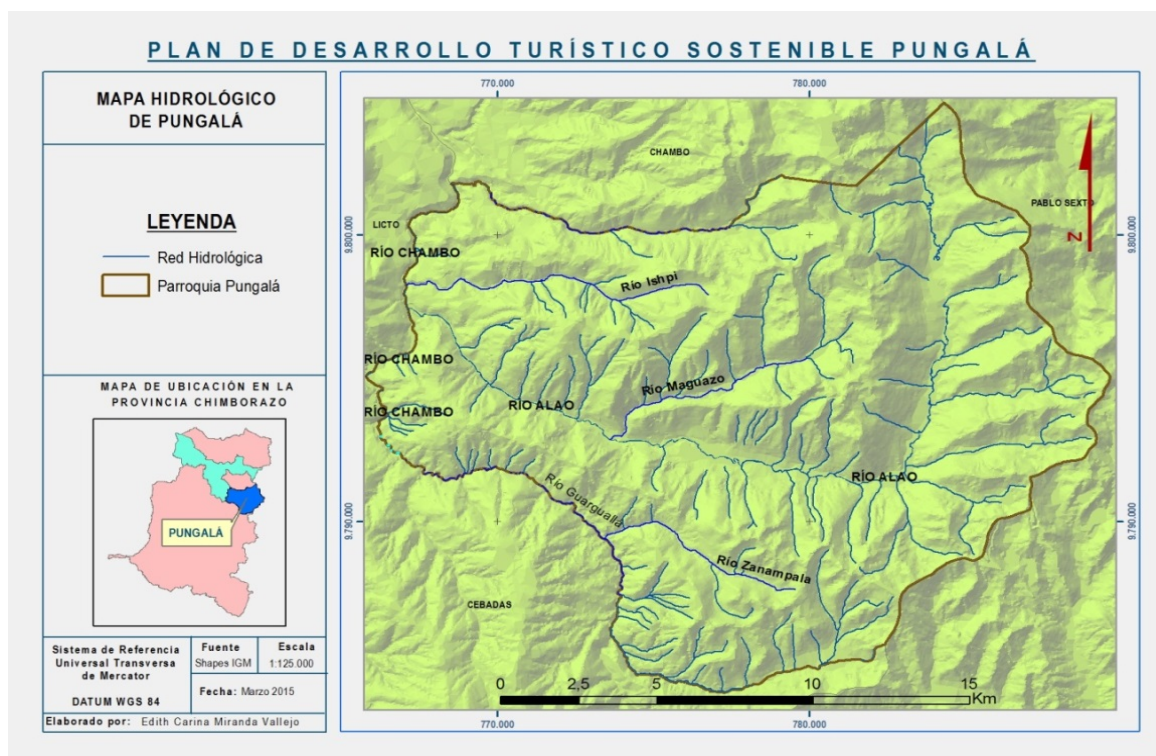 PLAN DE DESARROLLO TURÍSTICO SOSTENIBLE PUNGALÁ
MAPA HIDROLÓGICO
DE PUNGALÁ
LEYENDA
Red Hidrológica
Parroquia Pungalá
MAPA DE UBICACIÓN EN LA
PROVINCIA CHIMBORAZO
PUNGALÀ
Sistema de Referencia
Universal Transversa
de Mercator
DATUM WGS 84
Fuente
Shapes IGM
Escala
1:125.000
Fecha: Marzo 2015
Elaborado por: Edith Carina Miranda Vallejo
770.000
780.000
9.800.000
9.800.000
CHAMBO
PABLO SEXTO
N
LICTO
RÍO CHAMBO
Río Ishpi
RÍO CHAMBO
Río Maguazo
RÍO CHAMBO
RÍO ALAO
RÍO ALAO
Río Guargualla
9.790.000
9.790.000
Río Zanampala
CEBADAS
0
2,5
5
10
15
Km
770.000
780.000